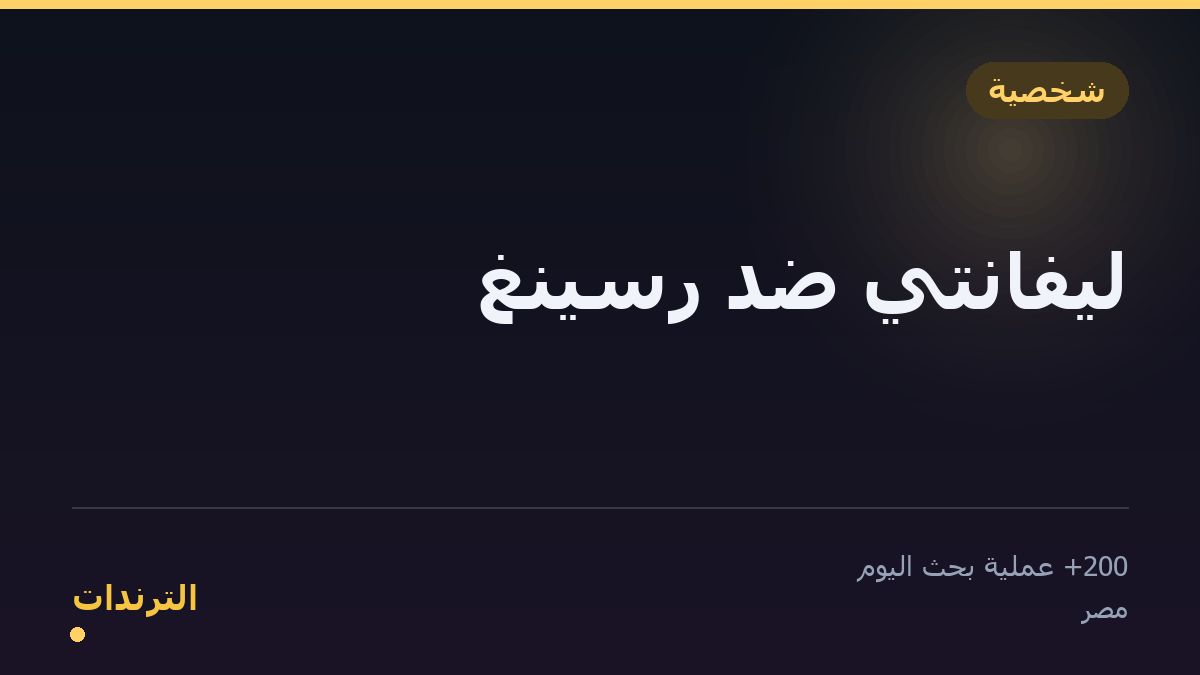 شخصية
ليفانتي ضد رسينغ
200+ عملية بحث اليوم
مصر
الترندات